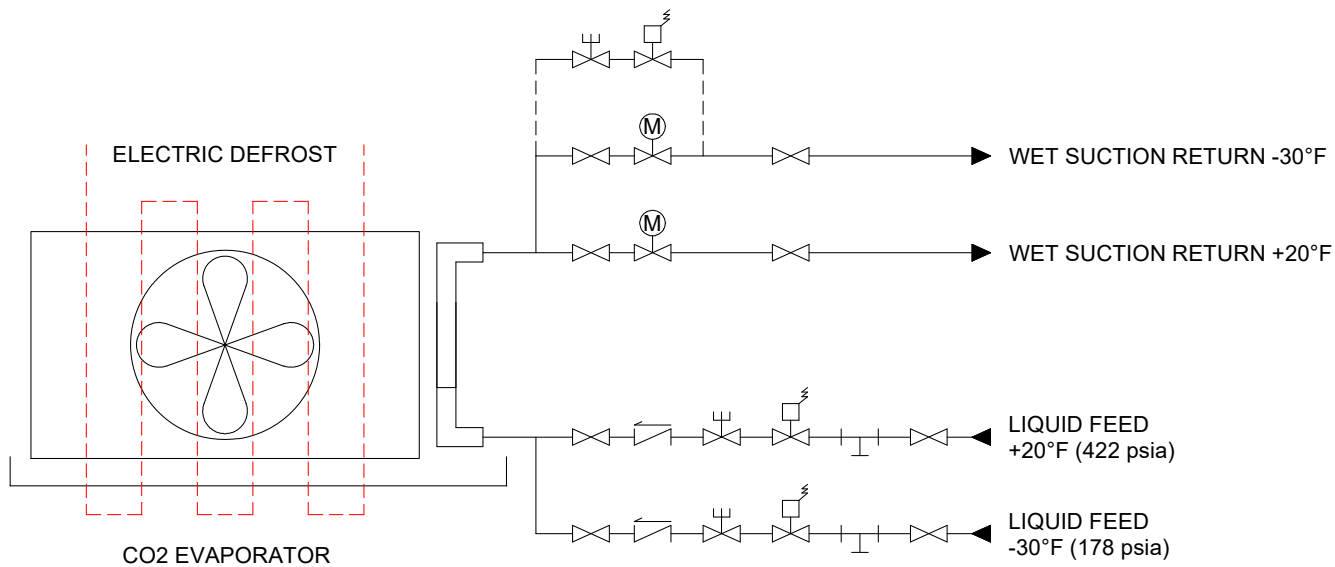 ELECTRIC DEFROST
M
WET SUCTION RETURN -30°F
M
WET SUCTION RETURN +20°F
LIQUID FEED
+20°F (422 psia)
LIQUID FEED
-30°F (178 psia)
CO2 EVAPORATOR